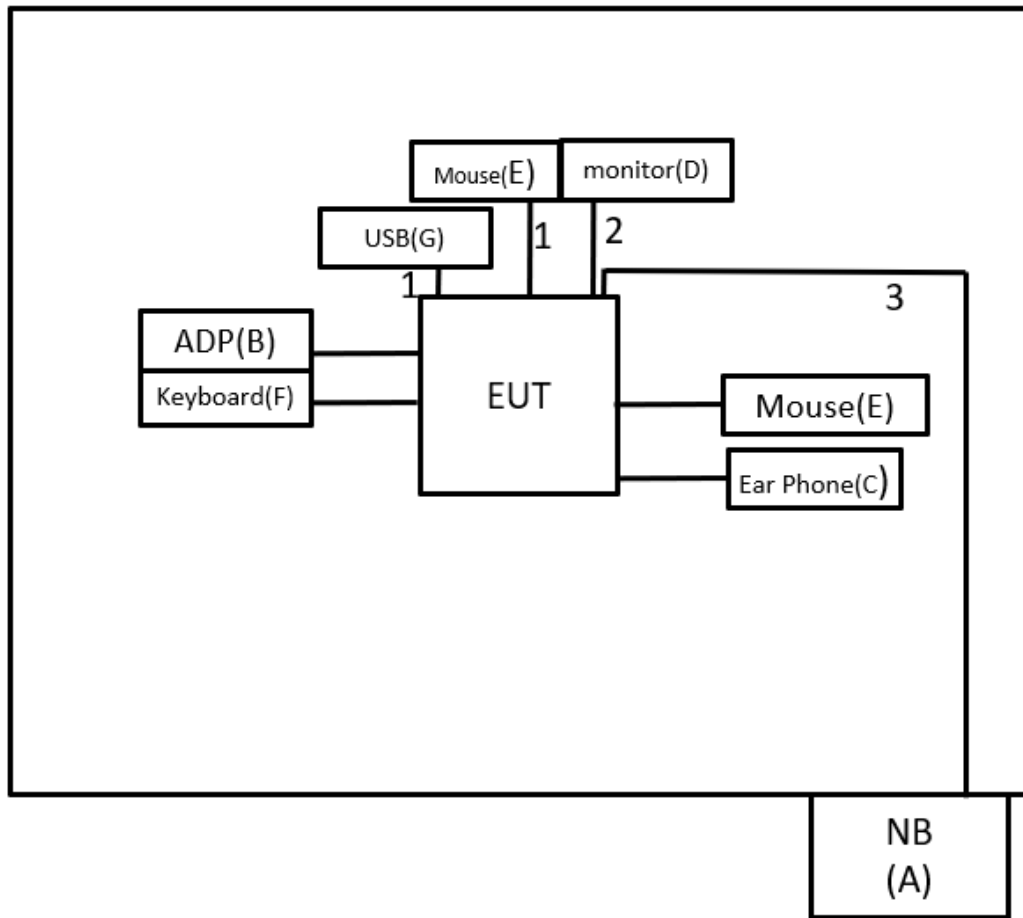 Mouse(E)
monitor(D)
USB(G)
1
2
1
3
ADP(B)
Keyboard(F)
EUT
Mouse(E)
Ear Phone(C)
NB
(A)